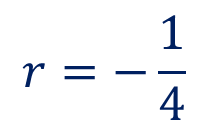 r = -1/4